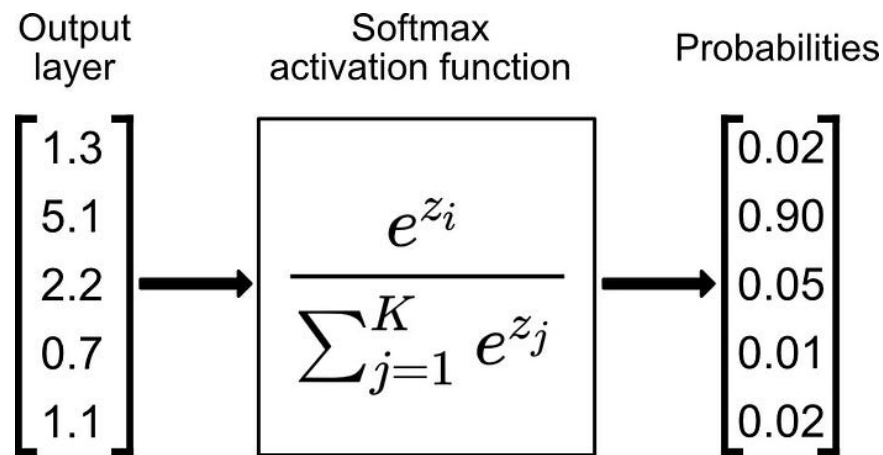 Output
layer
Softmax
activation function
Probabilities
1.3
5.1
2.2
0.7
1.1
e^{z_i}
∑_{j=1}^{K} e^{z_j}
0.02
0.90
0.05
0.01
0.02